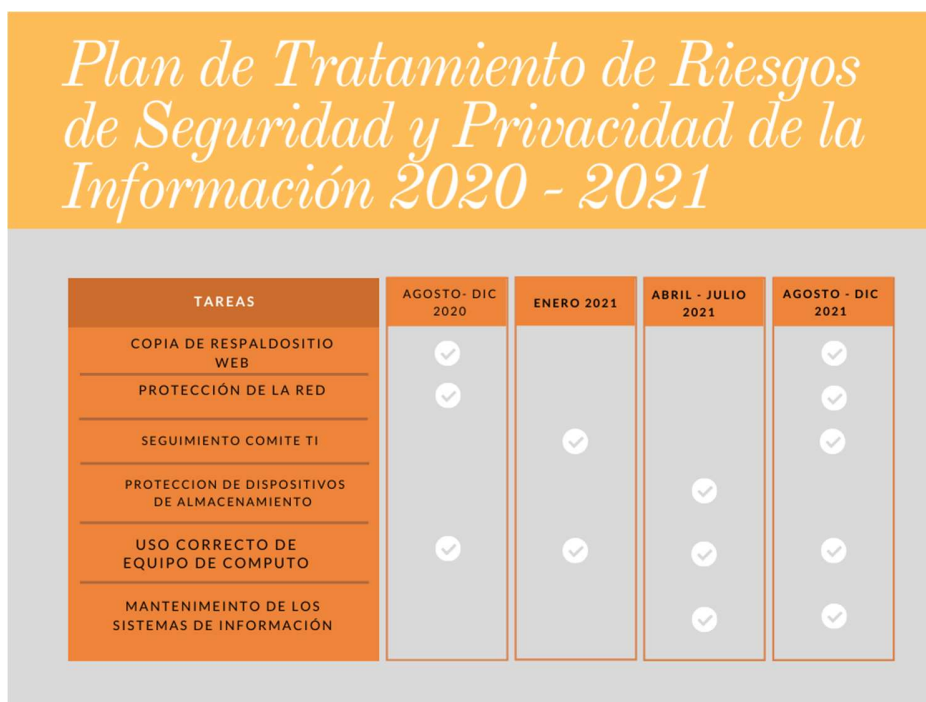 Plan de Tratamiento de Riesgos
de Seguridad y Privacidad de la
Información 2020 - 2021
TAREAS
AGOSTO- DIC
2020
ENERO 2021
ABRIL - JULIO
2021
AGOSTO - DIC
2021
COPIA DE RESPALDOSITIO
WEB
PROTECCIÓN DE LA RED
SEGUIMIENTO COMITE TI
PROTECCION DE DISPOSITIVOS
DE ALMACENAMIENTO
USO CORRECTO DE
EQUIPO DE COMPUTO
MANTENIMEINTO DE LOS
SISTEMAS DE INFORMACIÓN